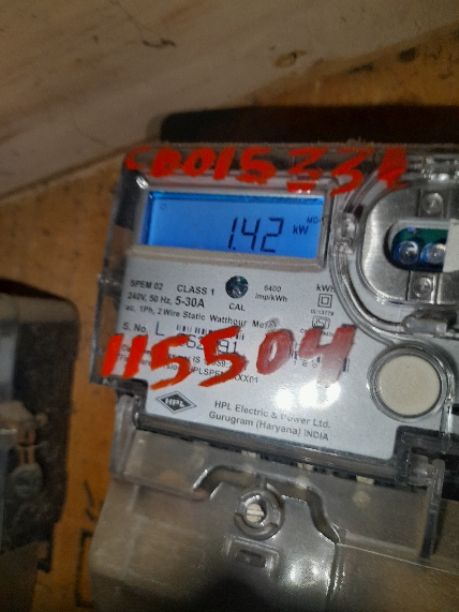 CB015332
MD
1.42 kW
SPEM 02 CLASS 1 6400 kWh
240V, 50 Hz, 5-30A CAL imp/kWh
ac, 1Ph, 2 Wire Static Watthour Meter
S. No. L
115504
HPL
HPL Electric & Power Ltd.
Gurugram (Haryana) INDIA